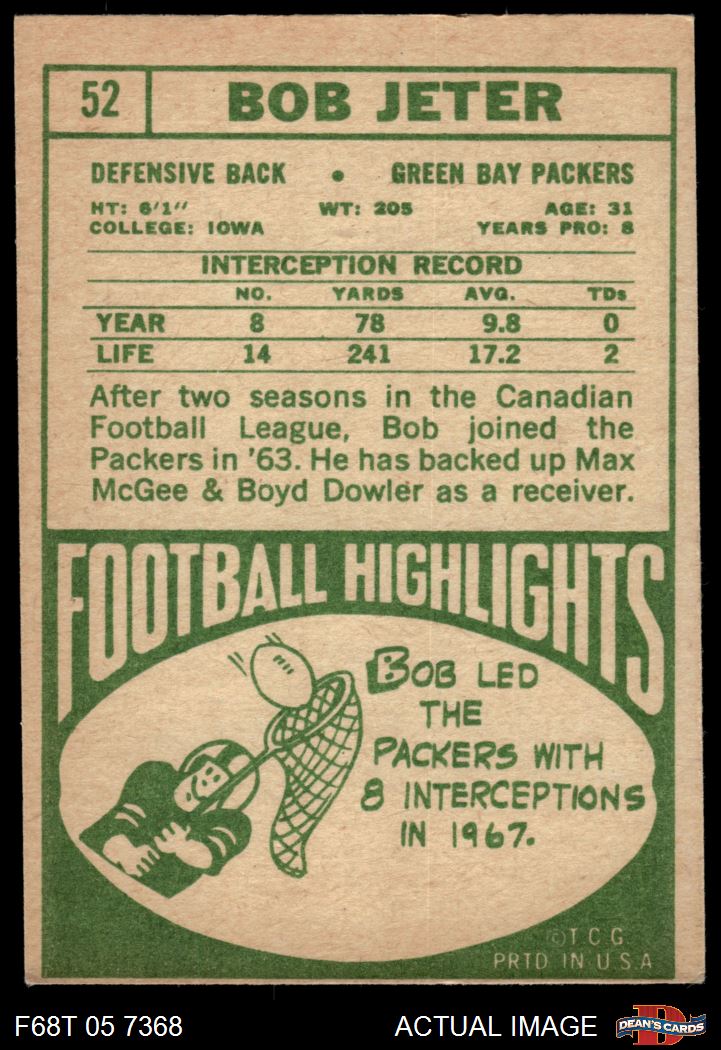 52 BOB JETER
DEFENSIVE BACK • GREEN BAY PACKERS
HT: 6'1" WT: 205 AGE: 31
COLLEGE: IOWA YEARS PRO: 8
INTERCEPTION RECORD
NO. YARDS AVG. TDs
YEAR 8 78 9.8 0
LIFE 14 241 17.2 2
After two seasons in the Canadian
Football League, Bob joined the
Packers in '63. He has backed up Max
McGee & Boyd Dowler as a receiver.
FOOTBALL HIGHLIGHTS
BOB LED
THE
PACKERS WITH
8 INTERCEPTIONS
IN 1967.
©T.C.G.
PRTD IN U.S.A
F68T 05 7368 ACTUAL IMAGE DEAN'S CARDS